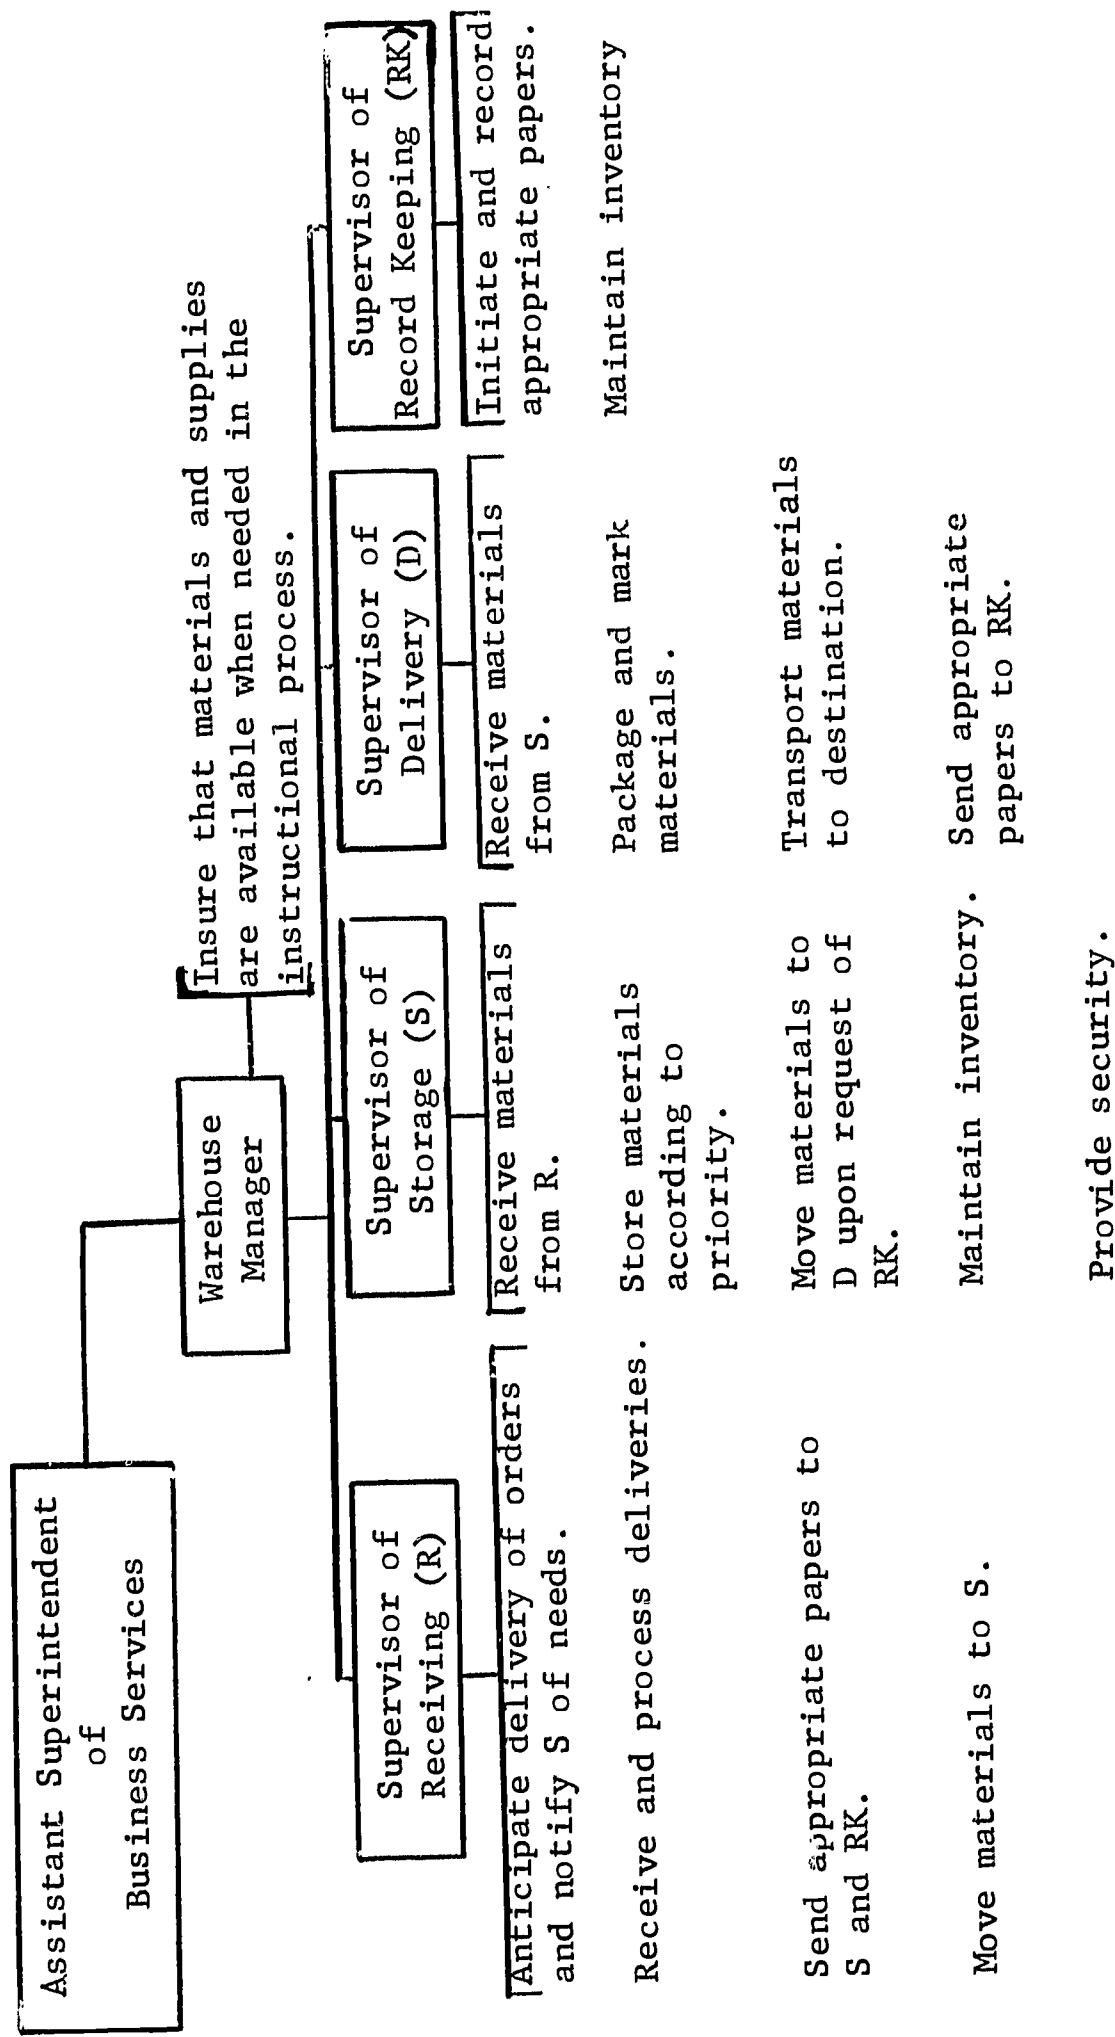 Assistant Superintendent
of
Business Services
Warehouse
Manager
Insure that materials and supplies
are available when needed in the
instructional process.
Supervisor of
Receiving (R)
Anticipate delivery of orders
and notify S of needs.
Receive and process deliveries.
Send appropriate papers to
S and RK.
Move materials to S.
Supervisor of
Storage (S)
Receive materials
from R.
Store materials
according to
priority.
Move materials to
D upon request of
RK.
Maintain inventory.
Provide security.
Supervisor of
Delivery (D)
Receive materials
from S.
Package and mark
materials.
Transport materials
to destination.
Send appropriate
papers to RK.
Supervisor of
Record Keeping (RK)
Initiate and record
appropriate papers.
Maintain inventory